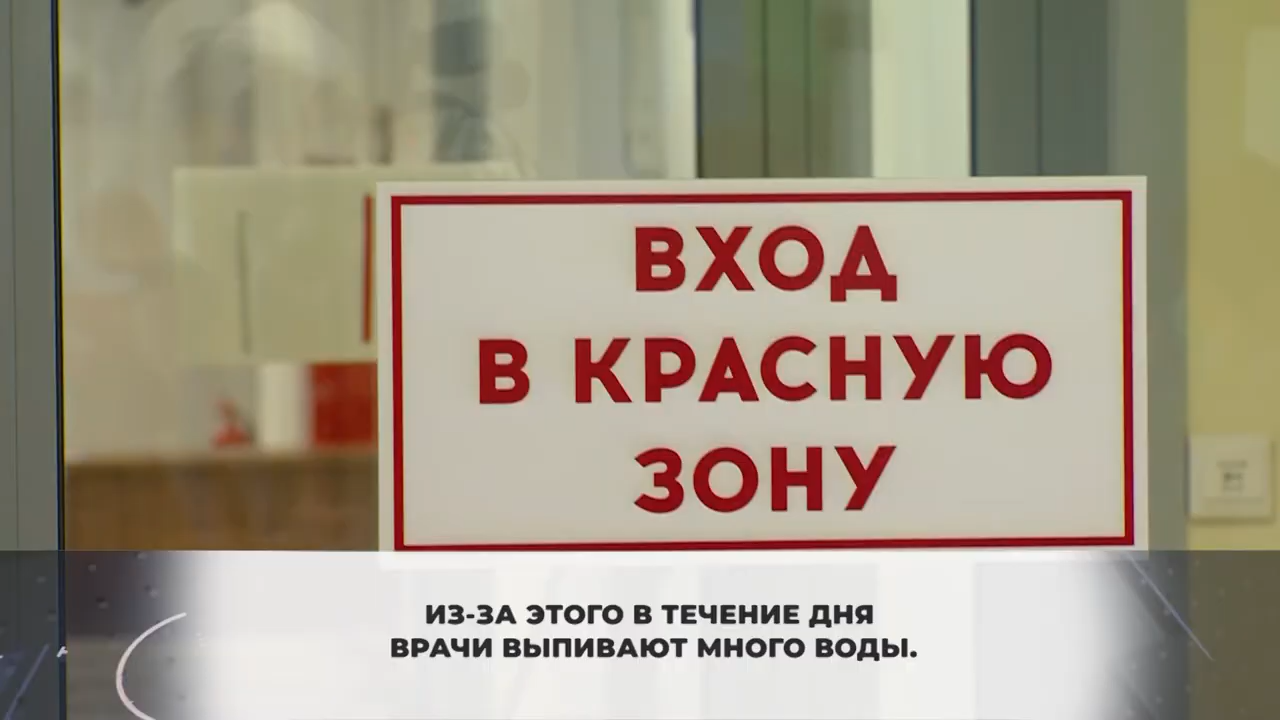 ВХОД
В КРАСНУЮ
ЗОНУ
ИЗ-ЗА ЭТОГО В ТЕЧЕНИЕ ДНЯ
ВРАЧИ ВЫПИВАЮТ МНОГО ВОДЫ.